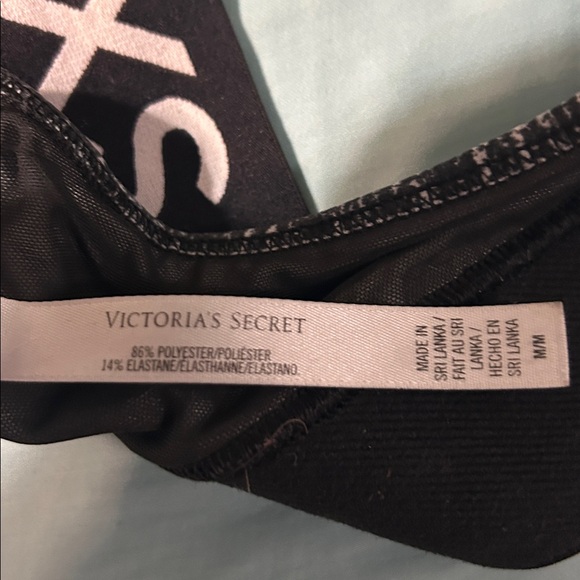 XS
VICTORIA'S SECRET
86% POLYESTER/POLIÉSTER
14% ELASTANE/ÉLASTHANNE/ELASTANO.
MADE IN
SRI LANKA /
FAIT AU SRI
LANKA /
HECHO EN
SRI LANKA
M/M